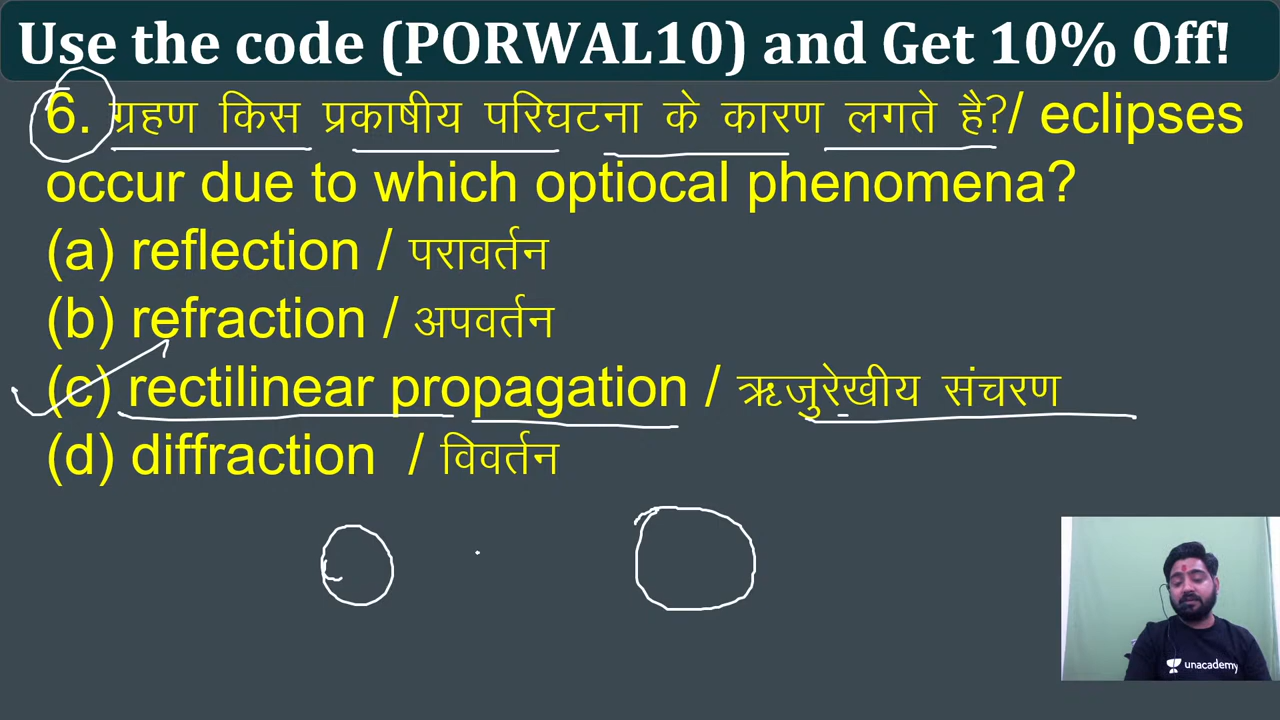 Use the code (PORWAL10) and Get 10% Off!
6. ग्रहण किस प्रकाषीय परिघटना के कारण लगते है?/ eclipses
occur due to which optiocal phenomena?
(a) reflection / परावर्तन
(b) refraction / अपवर्तन
(c) rectilinear propagation / ऋजुरेखीय संचरण
(d) diffraction / विवर्तन
unacademy